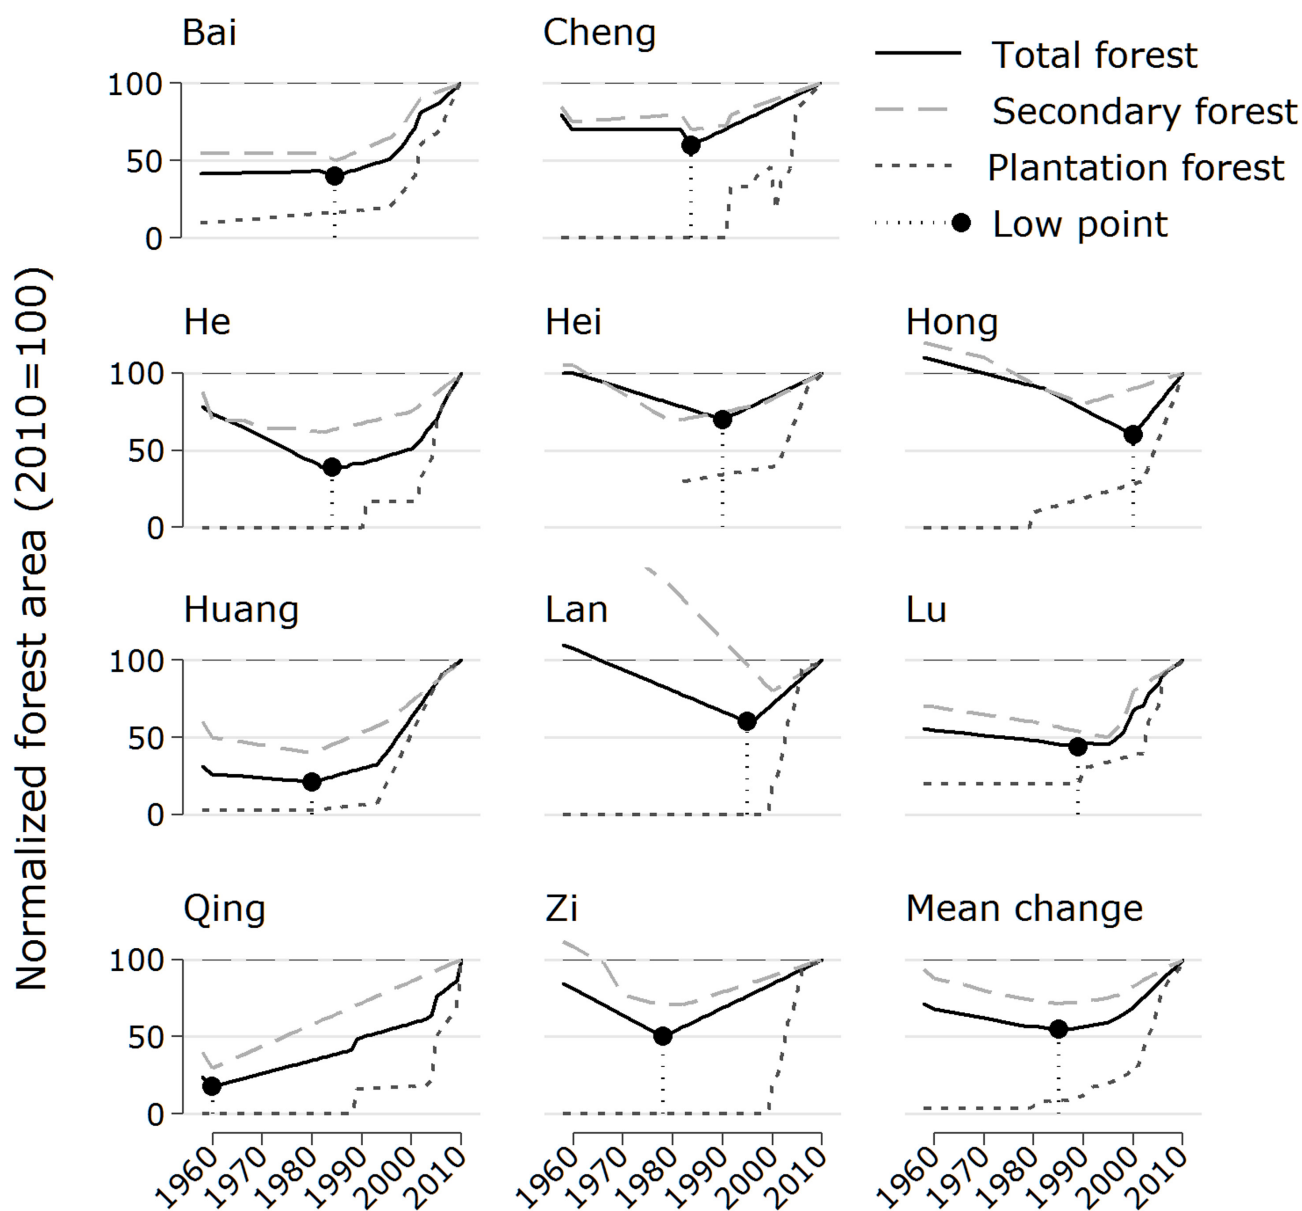 Bai
Cheng
Total forest
Secondary forest
Plantation forest
Low point
100
50
0
Normalized forest area (2010=100)
He
Hei
Hong
100
50
0
Huang
Lan
Lu
100
50
0
Qing
Zi
Mean change
100
50
0
1960 1970 1980 1990 2000 2010
1960 1970 1980 1990 2000 2010
1960 1970 1980 1990 2000 2010